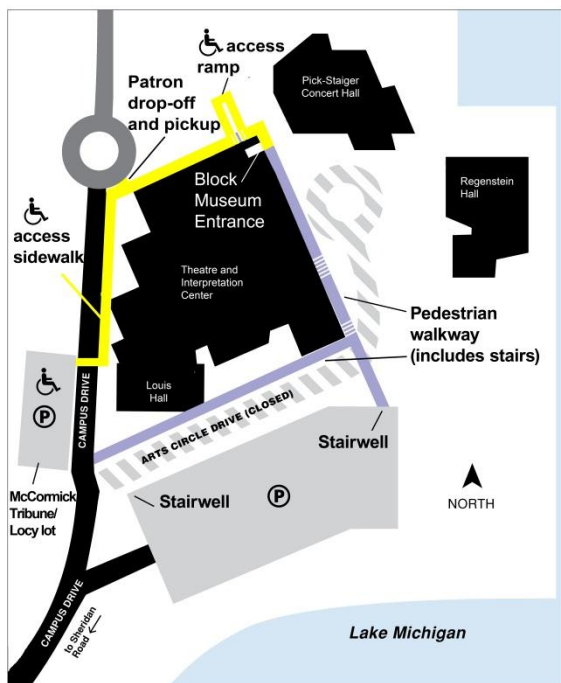 access
ramp
Pick-Staiger
Concert Hall
Patron
drop-off
and pickup
Regenstein
Hall
Block
Museum
Entrance
access
sidewalk
Theatre and
Interpretation
Center
Pedestrian
walkway
(includes stairs)
Louis
Hall
P
CAMPUS DRIVE
ARTS CIRCLE DRIVE (CLOSED)
Stairwell
McCormick
Tribune/
Locy lot
Stairwell
P
NORTH
CAMPUS DRIVE
to Sheridan
Road
Lake Michigan